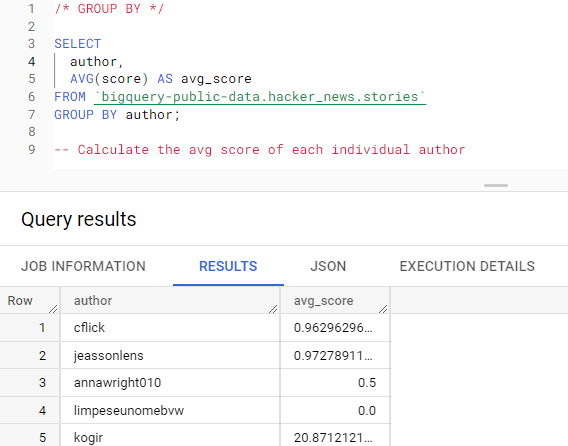 1 /* GROUP BY */
2
3 SELECT
4 author,
5 AVG(score) AS avg_score
6 FROM `bigquery-public-data.hacker_news.stories`
7 GROUP BY author;
8
9 -- Calculate the avg score of each individual author
Query results
JOB INFORMATION RESULTS JSON EXECUTION DETAILS
Row author avg_score
1 cflick 0.96296296...
2 jeassonlens 0.97278911...
3 annawright010 0.5
4 limpeseunomebvw 0.0
5 kogir 20.8712121...